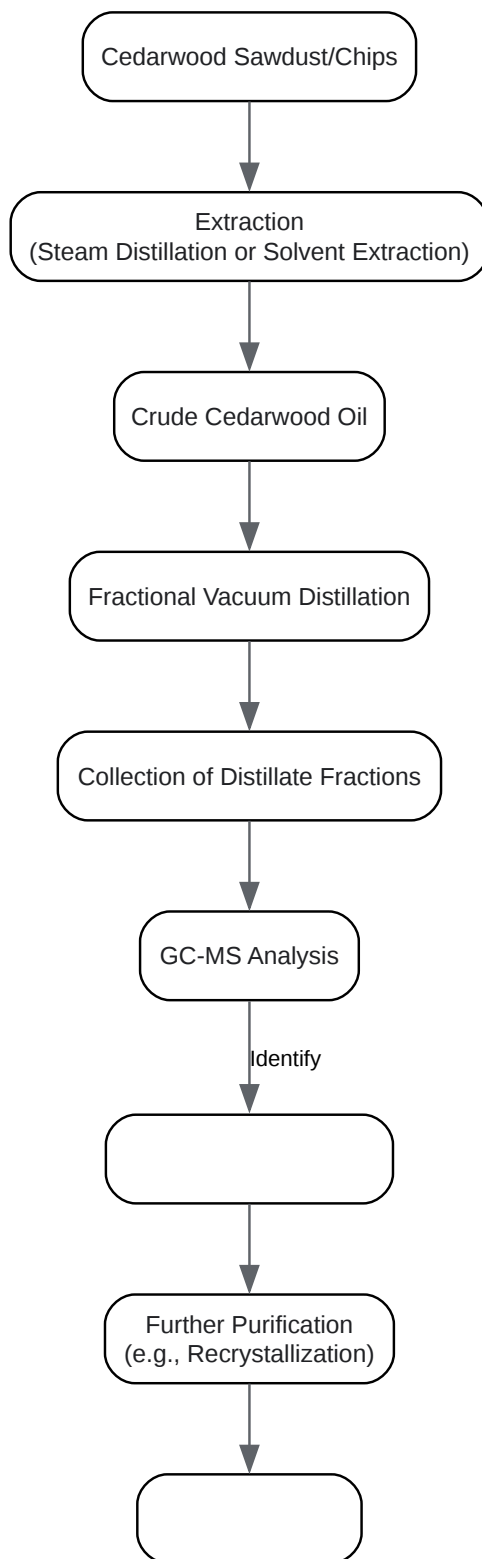 Cedarwood Sawdust/Chips
Extraction
(Steam Distillation or Solvent Extraction)
Crude Cedarwood Oil
Fractional Vacuum Distillation
Collection of Distillate Fractions
GC-MS Analysis
Identify
Further Purification
(e.g., Recrystallization)